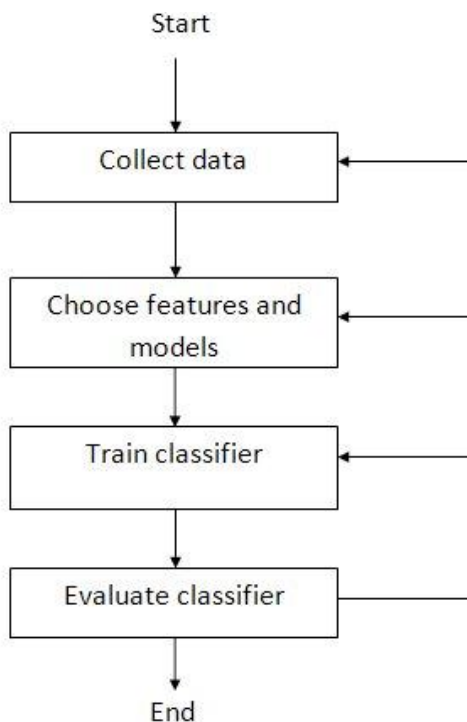 Start
Collect data
Choose features and
models
Train classifier
Evaluate classifier
End